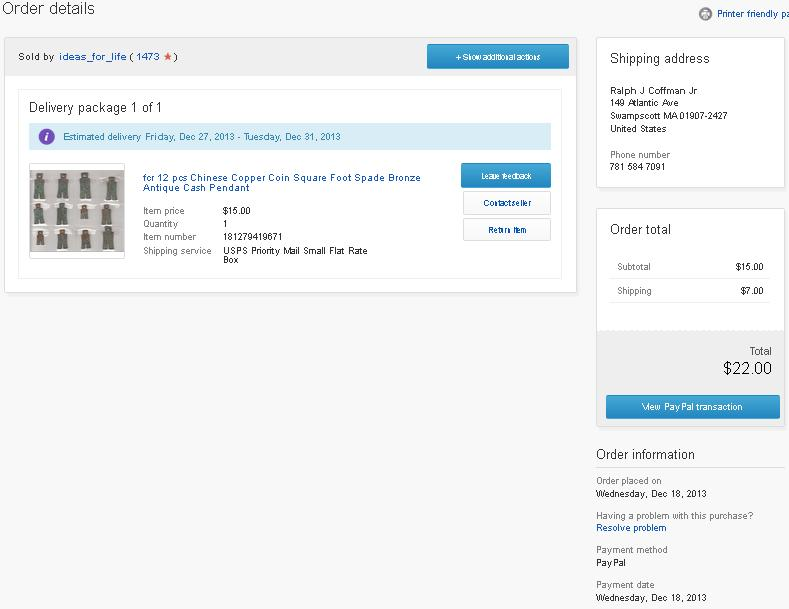 Order details
Printer friendly pa
Sold by ideas_for_life ( 1473 ★ )
+ Show additional actions
Delivery package 1 of 1
i Estimated delivery Friday, Dec 27, 2013 - Tuesday, Dec 31, 2013
fcr 12 pcs Chinese Copper Coin Square Foot Spade Bronze
Antique Cash Pendant
Item price $15.00
Quantity 1
Item number 181279419671
Shipping service USPS Priority Mail Small Flat Rate
Box
Leave feedback
Contact seller
Return item
Shipping address
Ralph J Coffman Jr
149 Atlantic Ave
Swampscott MA 01907-2427
United States
Phone number
781 584 7091
Order total
Subtotal $15.00
Shipping $7.00
Total
$22.00
View PayPal transaction
Order information
Order placed on
Wednesday, Dec 18, 2013
Having a problem with this purchase?
Resolve problem
Payment method
PayPal
Payment date
Wednesday, Dec 18, 2013